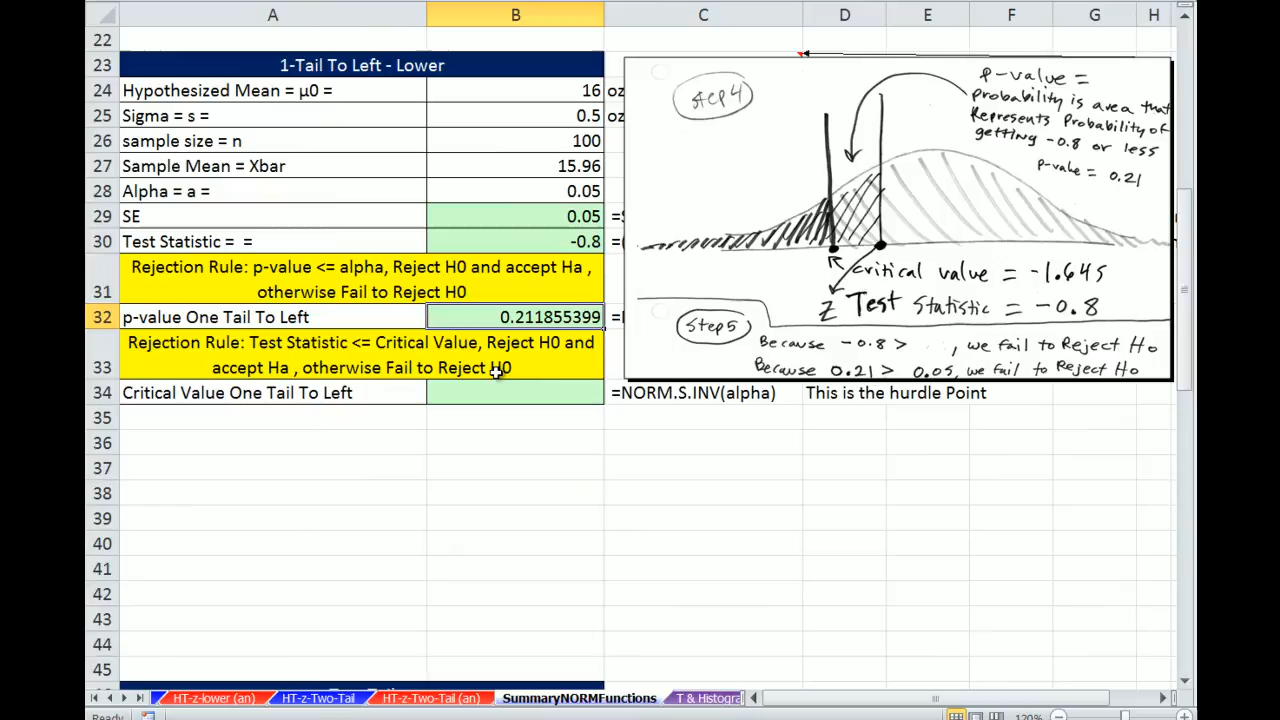 A B C D E F G H
22
23 1-Tail To Left - Lower
24 Hypothesized Mean = µ0 = 16 oz
25 Sigma = s = 0.5 oz
26 sample size = n 100
27 Sample Mean = Xbar 15.96
28 Alpha = a = 0.05
29 SE 0.05
30 Test Statistic = = -0.8 =(
31 Rejection Rule: p-value <= alpha, Reject H0 and accept Ha ,
otherwise Fail to Reject H0
32 p-value One Tail To Left 0.211855399
33 Rejection Rule: Test Statistic <= Critical Value, Reject H0 and
accept Ha , otherwise Fail to Reject H0
34 Critical Value One Tail To Left =NORM.S.INV(alpha) This is the hurdle Point
35
36
37
38
39
40
41
42
43
44
45
Step 4
p-value =
probability is area that
Represents Probability of
getting -0.8 or less
p-value = 0.21
critical value = -1.645
Z Test Statistic = -0.8
Step 5
Because -0.8 > , we fail to Reject Ho
Because 0.21 > 0.05, we fail to Reject Ho
HT-z-lower (an) HT-z-Two-Tail HT-z-Two-Tail (an) SummaryNORMFunctions T & Histogra
Ready 120%